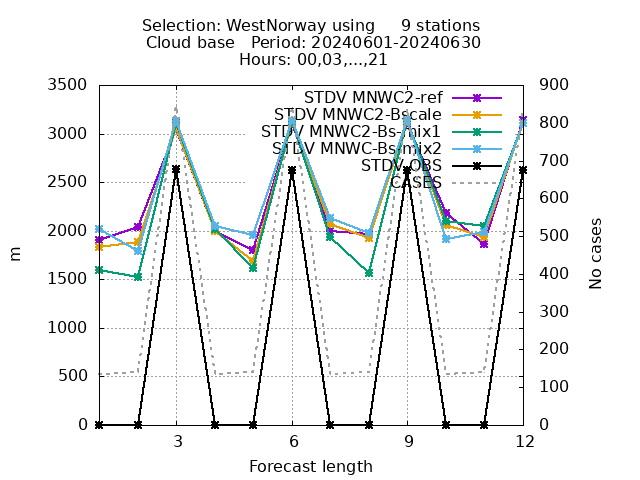 Selection: WestNorway using     9 stations
Cloud base   Period: 20240601-20240630
Hours: 00,03,...,21
3500
3000
2500
2000
1500
1000
500
0
m
900
800
700
600
500
400
300
200
100
0
No cases
STDV MNWC2-ref
STDV MNWC2-Bscale
STDV MNWC2-Bs-mix1
STDV MNWC-Bs-mix2
STDV OBS
CASES
3
6
9
12
Forecast length